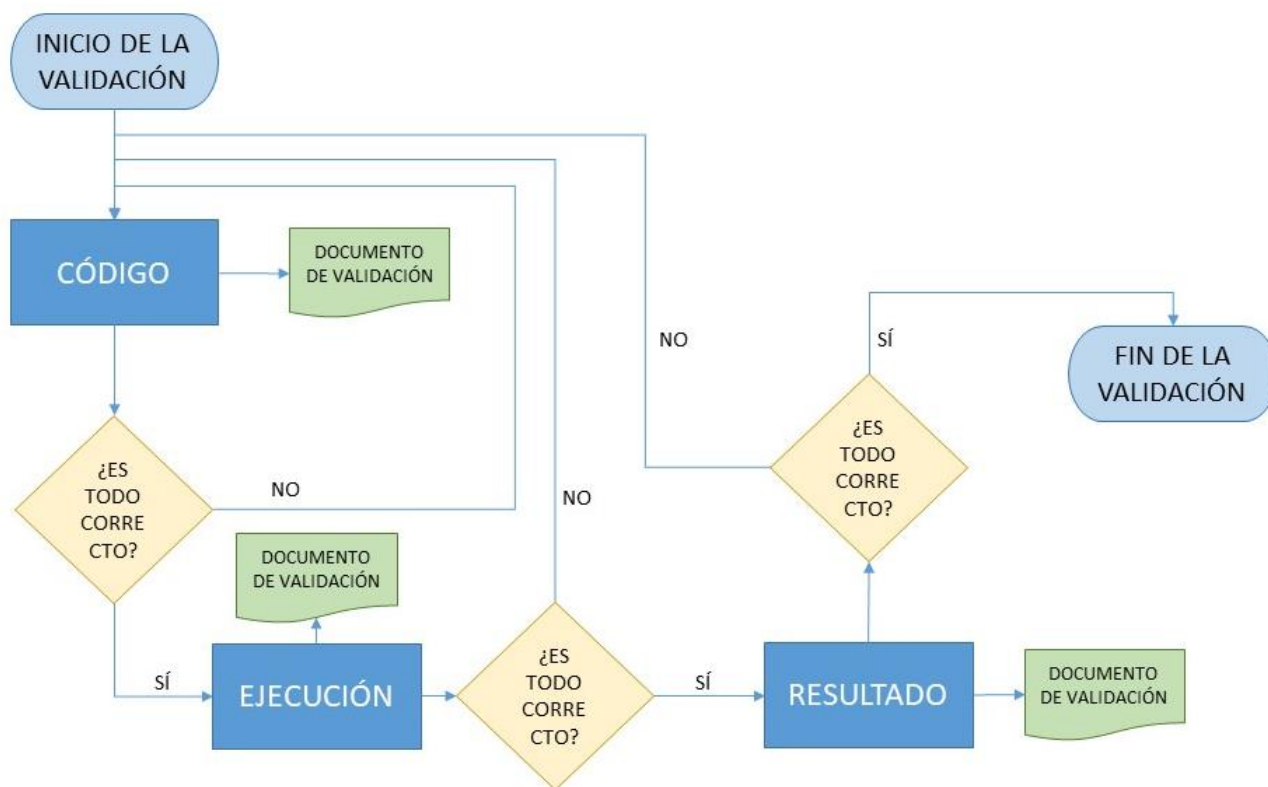 INICIO DE LA
VALIDACIÓN
CÓDIGO
DOCUMENTO
DE VALIDACIÓN
NO
SÍ
FIN DE LA
VALIDACIÓN
¿ES
TODO
CORRE
CTO?
NO
¿ES
TODO
CORRE
CTO?
NO
DOCUMENTO
DE VALIDACIÓN
SÍ
EJECUCIÓN
¿ES
TODO
CORRE
CTO?
SÍ
RESULTADO
DOCUMENTO
DE VALIDACIÓN